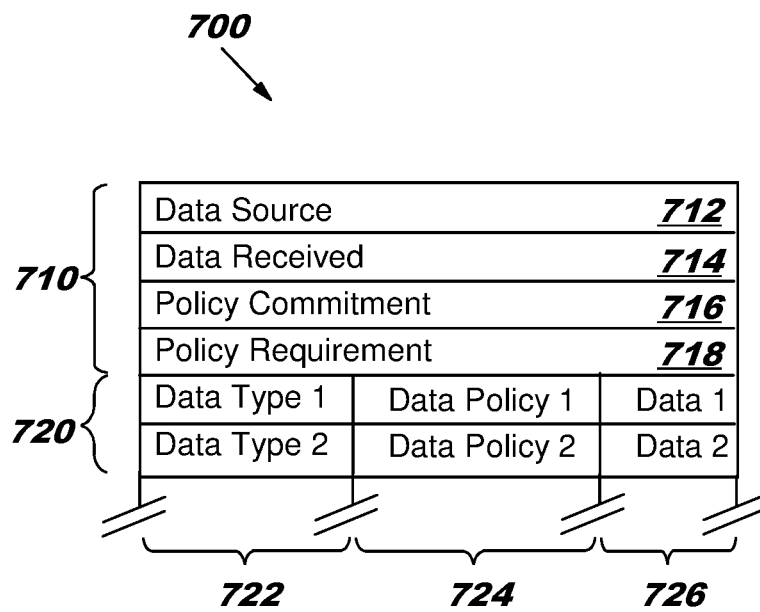 700
Data Source 712
Data Received 714
710
Policy Commitment 716
Policy Requirement 718
Data Type 1 Data Policy 1 Data 1
720
Data Type 2 Data Policy 2 Data 2
722 724 726